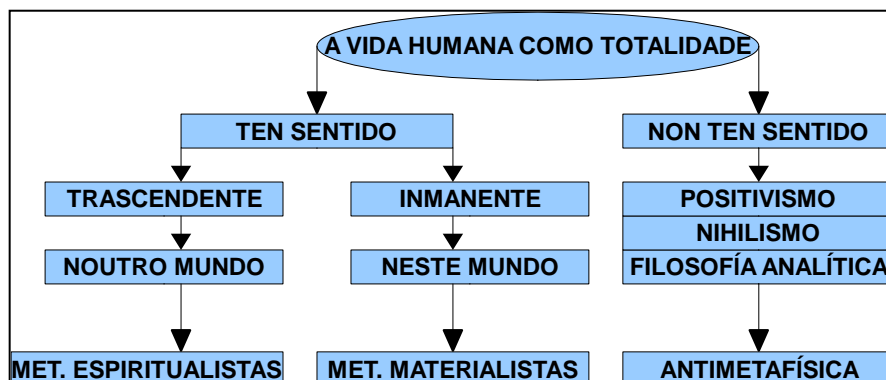 A VIDA HUMANA COMO TOTALIDADE
TEN SENTIDO
NON TEN SENTIDO
TRASCENDENTE
INMANENTE
POSITIVISMO
NIHILISMO
NOUTRO MUNDO
NESTE MUNDO
FILOSOFÍA ANALÍTICA
MET. ESPIRITUALISTAS
MET. MATERIALISTAS
ANTIMETAFÍSICA